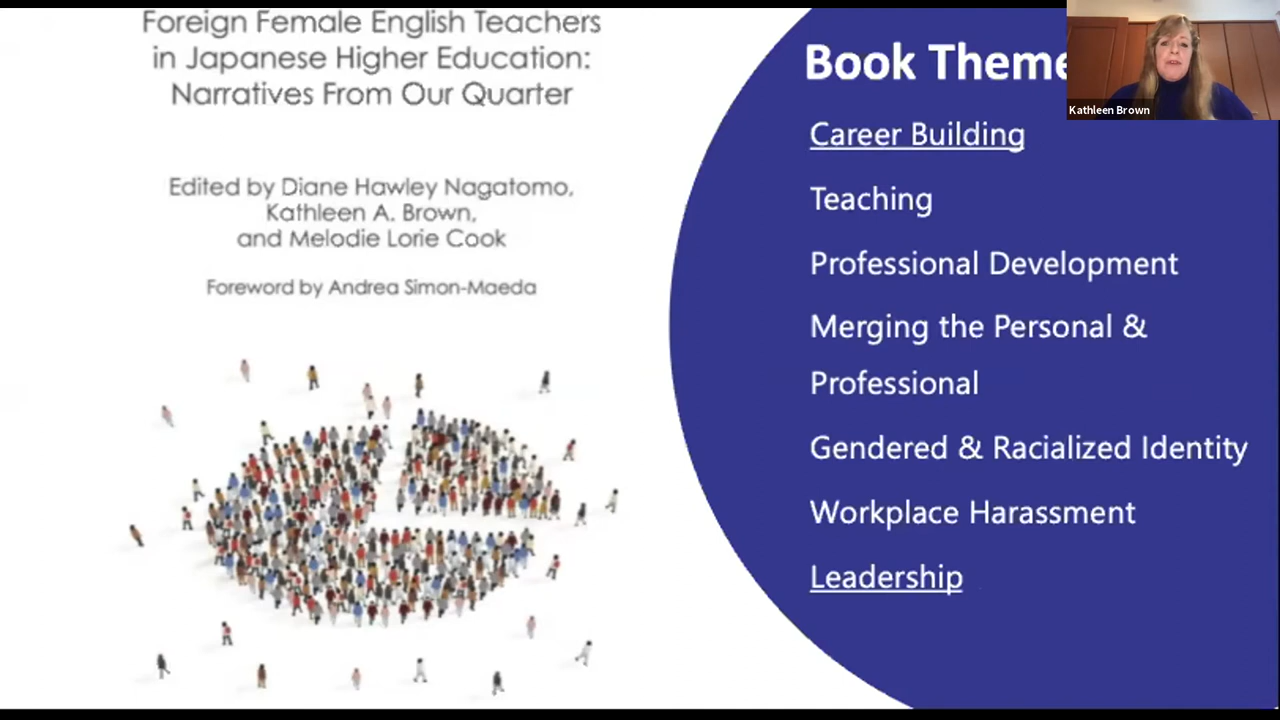 Foreign Female English Teachers
in Japanese Higher Education:
Narratives From Our Quarter
Edited by Diane Hawley Nagatomo,
Kathleen A. Brown,
and Melodie Lorie Cook
Foreword by Andrea Simon-Maeda
Book Theme
Kathleen Brown
Career Building
Teaching
Professional Development
Merging the Personal &
Professional
Gendered & Racialized Identity
Workplace Harassment
Leadership